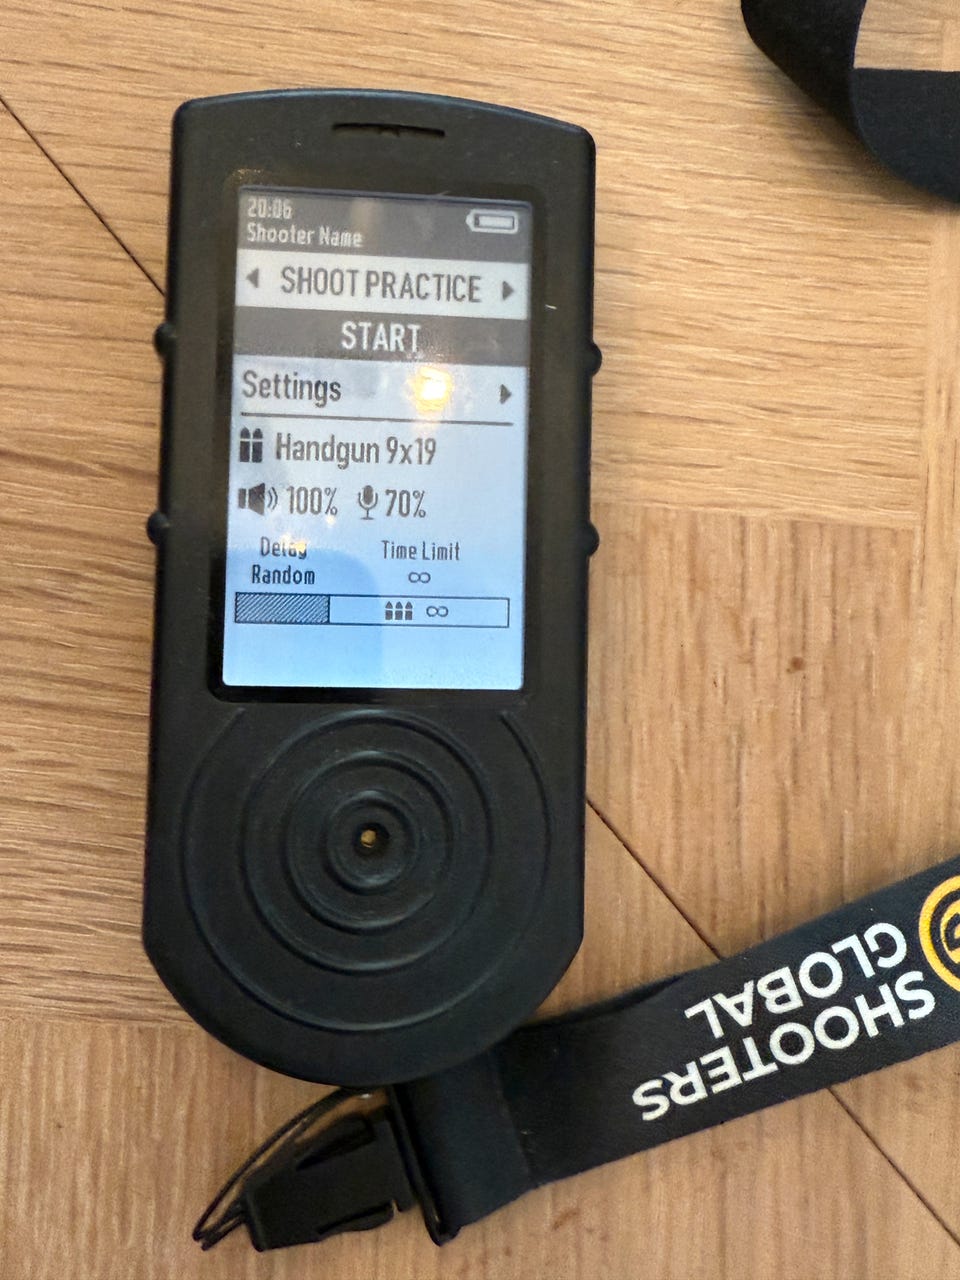 20:06
Shooter Name
SHOOT PRACTICE
START
Settings
Handgun 9x19
100% 70%
Delay Time Limit
Random ∞
∞
SHOOTERS
GLOBAL